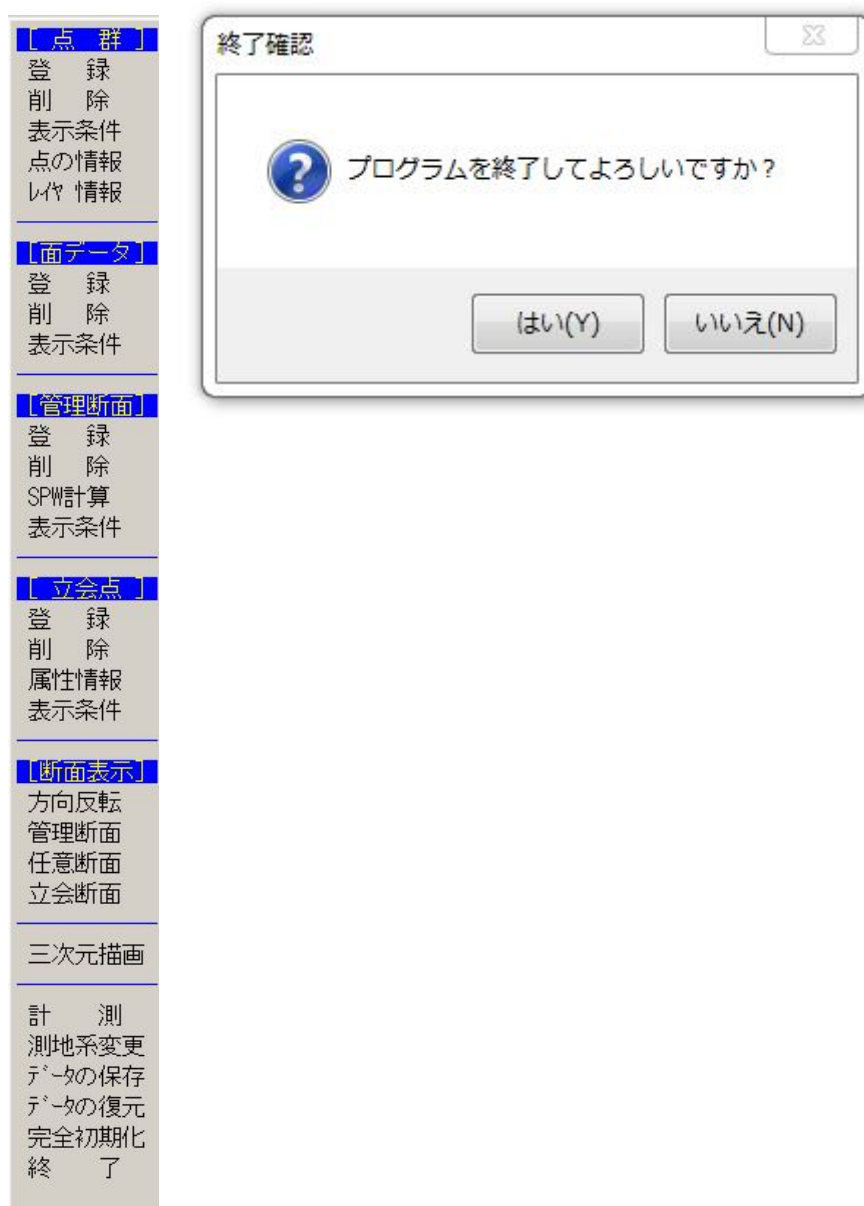 [ 点 群 ]
登 録
削 除
表示条件
点の情報
ﾚｲﾔ 情報
[面データ]
登 録
削 除
表示条件
[管理断面]
登 録
削 除
SPW計算
表示条件
[ 立会点 ]
登 録
削 除
属性情報
表示条件
[断面表示]
方向反転
管理断面
任意断面
立会断面
三次元描画
計 測
測地系変更
ﾃﾞｰﾀの保存
ﾃﾞｰﾀの復元
完全初期化
終 了
終了確認
プログラムを終了してよろしいですか？
はい(Y)
いいえ(N)